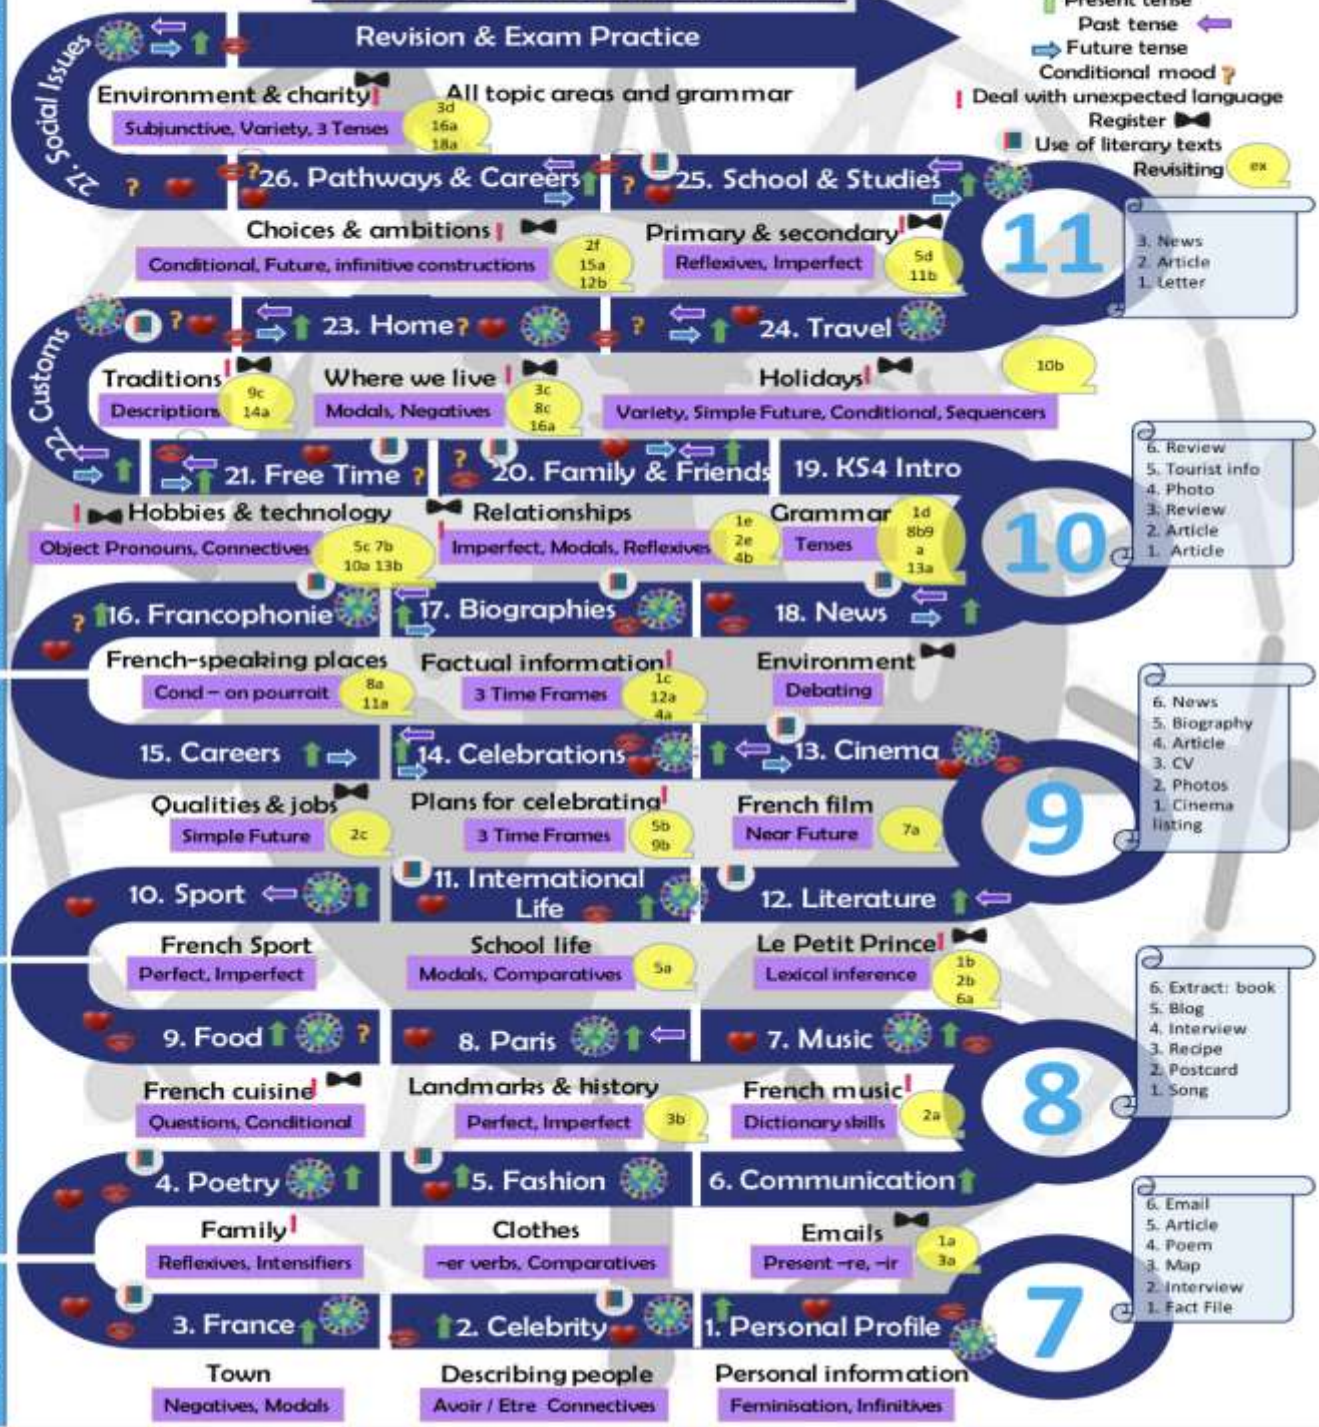 Present tense
Past tense
Future tense
Conditional mood ?
! Deal with unexpected language
Register
Use of literary texts
Revisiting
ex
Revision & Exam Practice
27. Social Issues
Environment & charity!
Subjunctive, Variety, 3 Tenses
3d
16a
18a
All topic areas and grammar
26. Pathways & Careers
25. School & Studies
11
3. News
2. Article
1. Letter
Choices & ambitions !
Conditional, Future, infinitive constructions
2f
15a
12b
Primary & secondary!
Reflexives, Imperfect
5d
11b
22. Customs
23. Home?
24. Travel
Traditions!
Descriptions
9c
14a
Where we live !
Modals, Negatives
3c
8c
16a
Holidays!
Variety, Simple Future, Conditional, Sequencers
10b
21. Free Time ?
20. Family & Friends
19. KS4 Intro
10
6. Review
5. Tourist info
4. Photo
3. Review
2. Article
1. Article
! Hobbies & technology
Object Pronouns, Connectives
5c 7b
10a 13b
Relationships
Imperfect, Modals, Reflexives
1e
2e
4b
Grammar
Tenses
1d
8b9
a
13a
16. Francophonie
17. Biographies
18. News
French-speaking places
Cond – on pourrait
8a
11a
Factual information!
3 Time Frames
1c
12a
4a
Environment
Debating
15. Careers
14. Celebrations
13. Cinema
9
6. News
5. Biography
4. Article
3. CV
2. Photos
1. Cinema
listing
Qualities & jobs
Simple Future
2c
Plans for celebrating!
3 Time Frames
5b
9b
French film
Near Future
7a
10. Sport
11. International
Life
12. Literature
French Sport
Perfect, Imperfect
School life
Modals, Comparatives
5a
Le Petit Prince!
Lexical inference
1b
2b
6a
9. Food
?
8. Paris
7. Music
8
6. Extract: book
5. Blog
4. Interview
3. Recipe
2. Postcard
1. Song
French cuisine!
Questions, Conditional
Landmarks & history
Perfect, Imperfect
3b
French music!
Dictionary skills
2a
4. Poetry
5. Fashion
6. Communication
Family!
Reflexives, Intensifiers
Clothes
-er verbs, Comparatives
Emails
Present –re, –ir
1a
3a
7
6. Email
5. Article
4. Poem
3. Map
2. Interview
1. Fact File
3. France
2. Celebrity
1. Personal Profile
Town
Negatives, Modals
Describing people
Avoir / Etre Connectives
Personal information
Feminisation, Infinitives